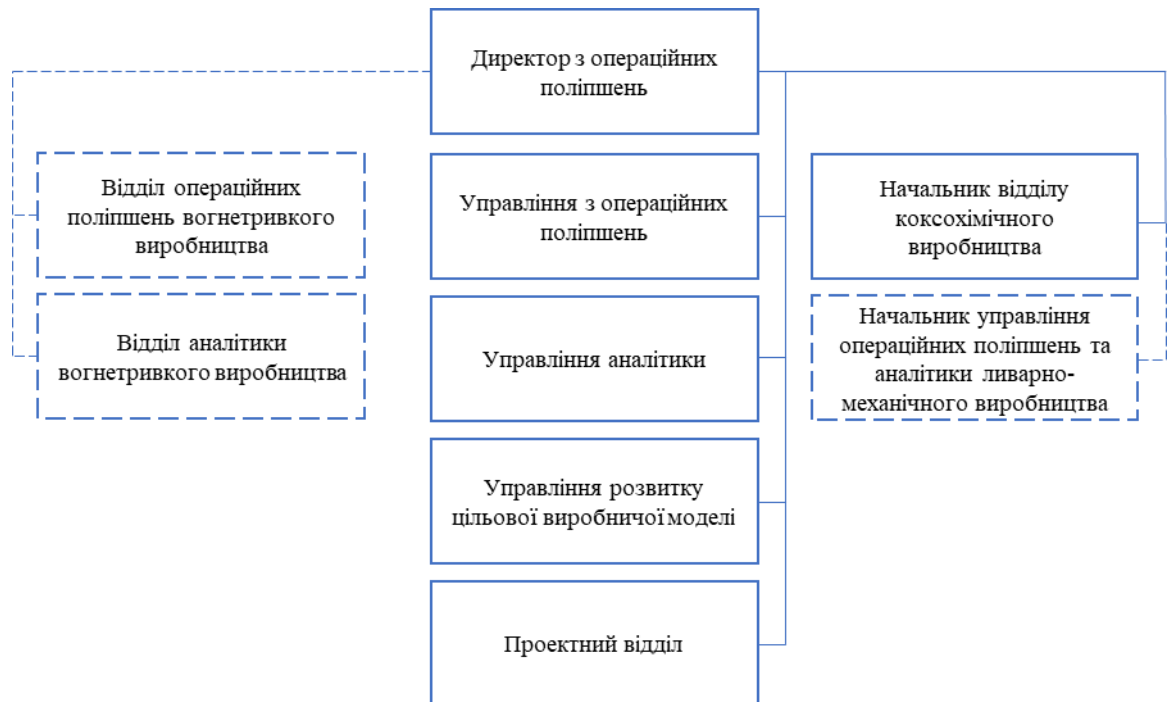 Директор з операційних
поліпшень
Відділ операційних
поліпшень вогнетривкого
виробництва
Управління з операційних
поліпшень
Начальник відділу
коксохімічного
виробництва
Відділ аналітики
вогнетривкого виробництва
Управління аналітики
Начальник управління
операційних поліпшень та
аналітики ливарно-
механічного виробництва
Управління розвитку
цільової виробничої моделі
Проектний відділ